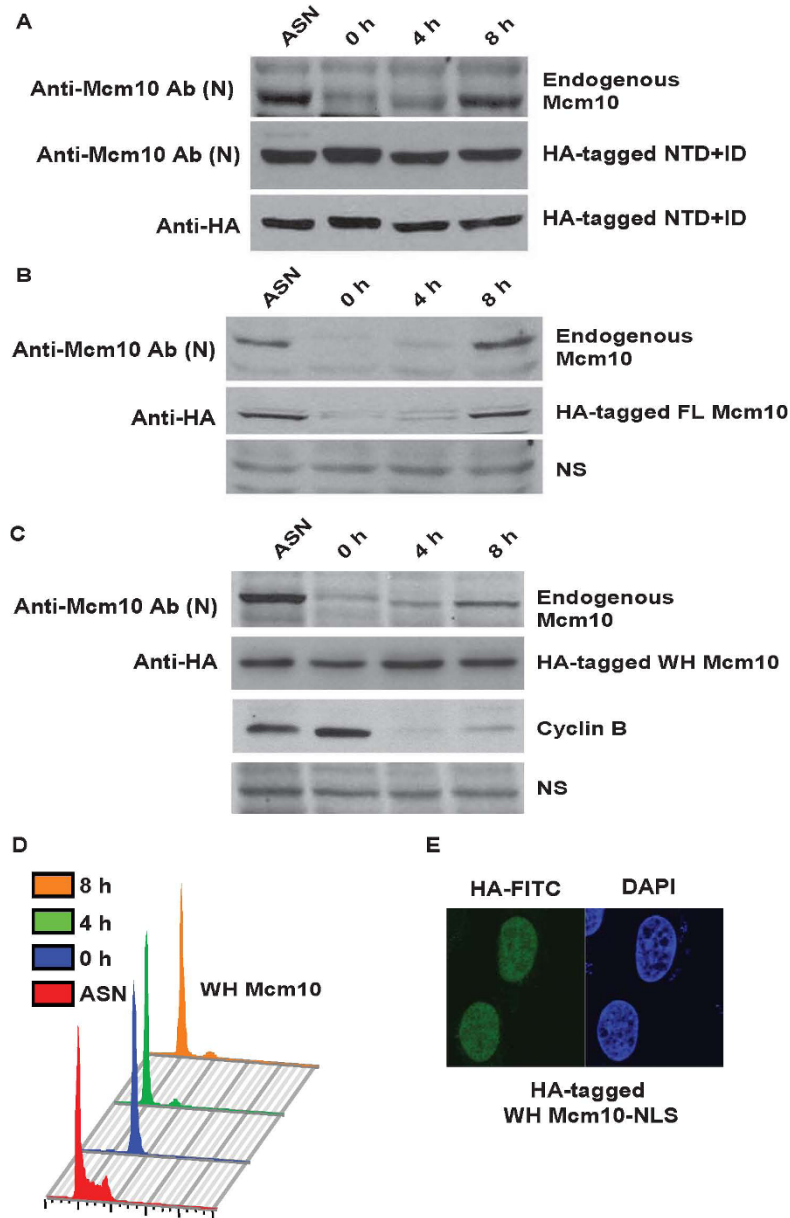 A
ASN 0 h 4 h 8 h
Anti-Mcm10 Ab (N)
Endogenous
Mcm10
Anti-Mcm10 Ab (N)
HA-tagged NTD+ID
Anti-HA
HA-tagged NTD+ID
B
ASN 0 h 4 h 8 h
Anti-Mcm10 Ab (N)
Endogenous
Mcm10
Anti-HA
HA-tagged FL Mcm10
NS
C
ASN 0 h 4 h 8 h
Anti-Mcm10 Ab (N)
Endogenous
Mcm10
Anti-HA
HA-tagged WH Mcm10
Cyclin B
NS
D
8 h
4 h
0 h
ASN
WH Mcm10
E
HA-FITC
DAPI
HA-tagged
WH Mcm10-NLS